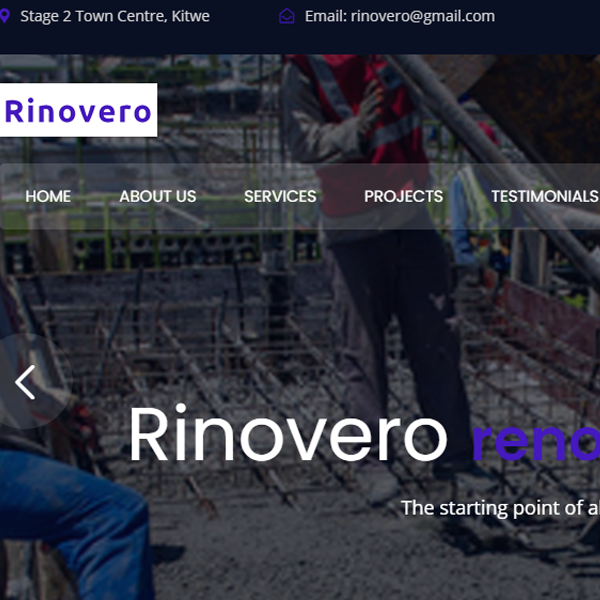 Stage 2 Town Centre, Kitwe Email: rinovero@gmail.com
Rinovero
HOME ABOUT US SERVICES PROJECTS TESTIMONIALS
Rinovero reno
The starting point of a